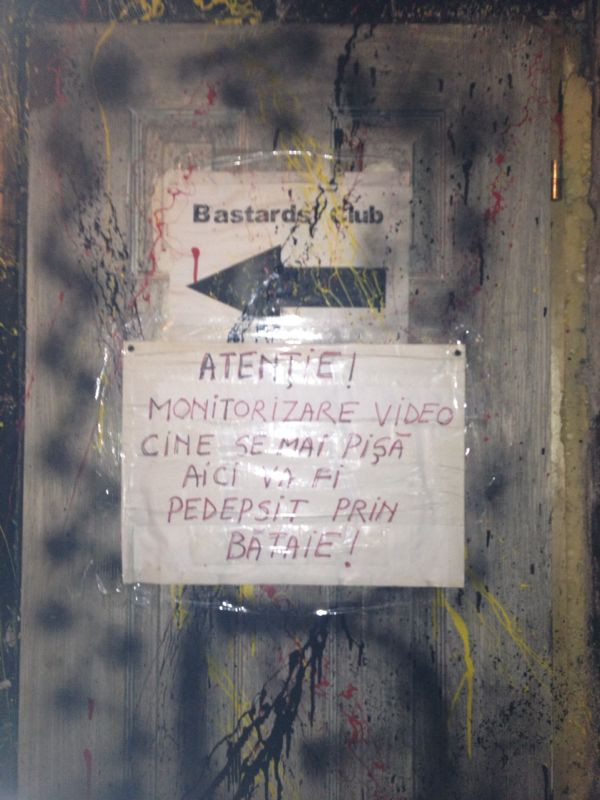 Bastards' Club
ATENȚIE!
MONITORIZARE VIDEO
CINE SE MAI PIȘĂ
AICI VA FI
PEDEPSIT PRIN
BĂTAIE!